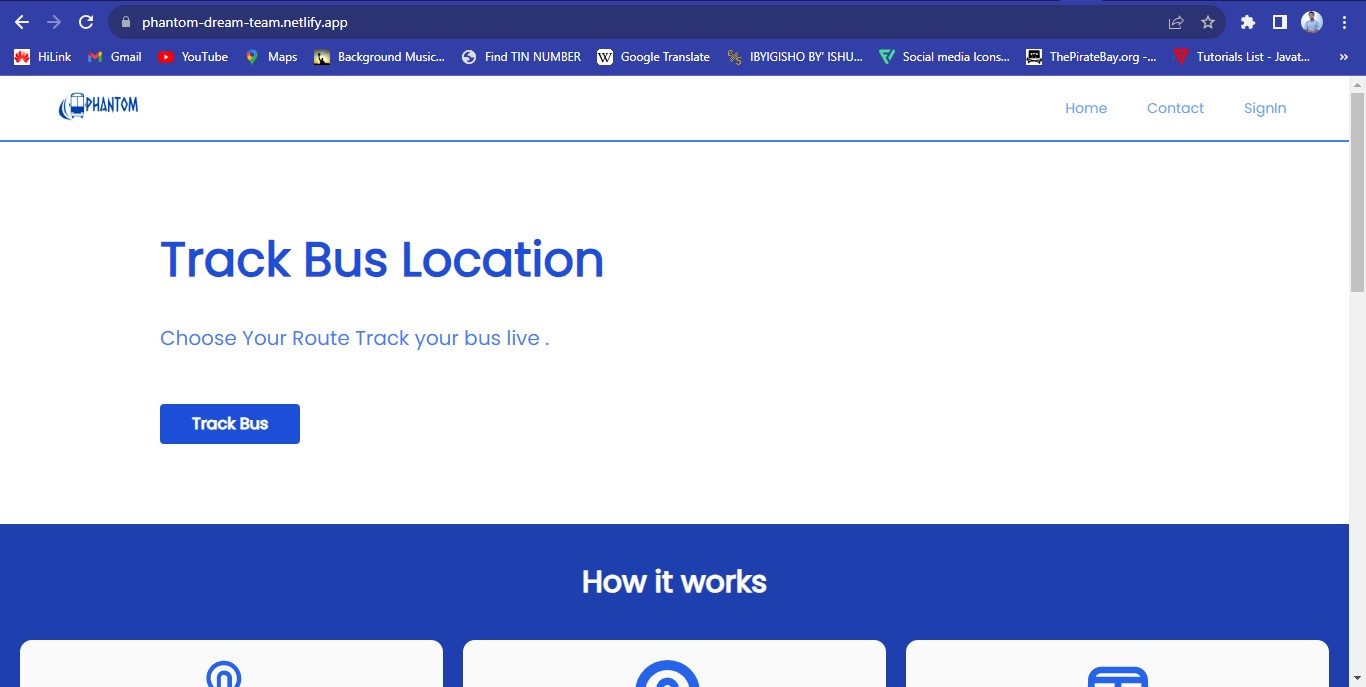 phantom-dream-team.netlify.app
HiLink Gmail YouTube Maps Background Music... Find TIN NUMBER Google Translate IBYIGISHO BY' ISHU... Social media Icons... ThePirateBay.org -... Tutorials List - Javat... »
PHANTOM Home Contact SignIn
Track Bus Location
Choose Your Route Track your bus live .
Track Bus
How it works